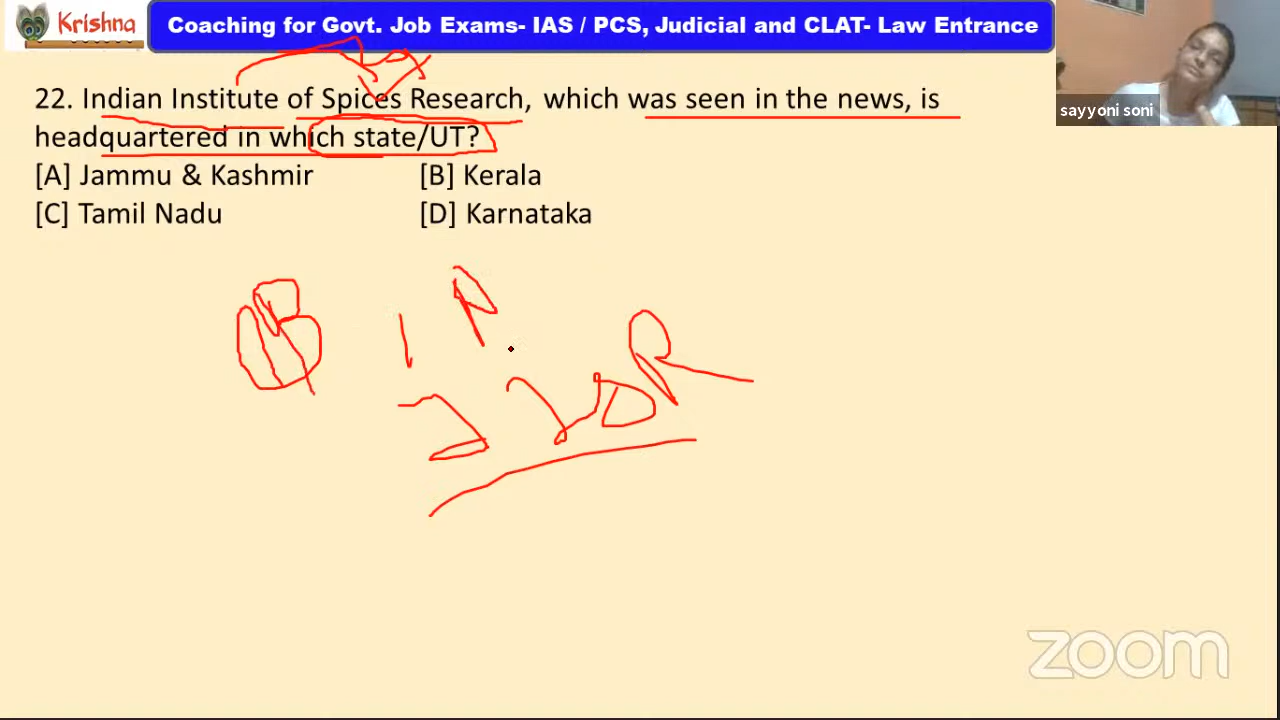 Krishna
Coaching for Govt. Job Exams- IAS / PCS, Judicial and CLAT- Law Entrance
sayyoni soni
22. Indian Institute of Spices Research, which was seen in the news, is
headquartered in which state/UT?
[A] Jammu & Kashmir [B] Kerala
[C] Tamil Nadu [D] Karnataka
zoom